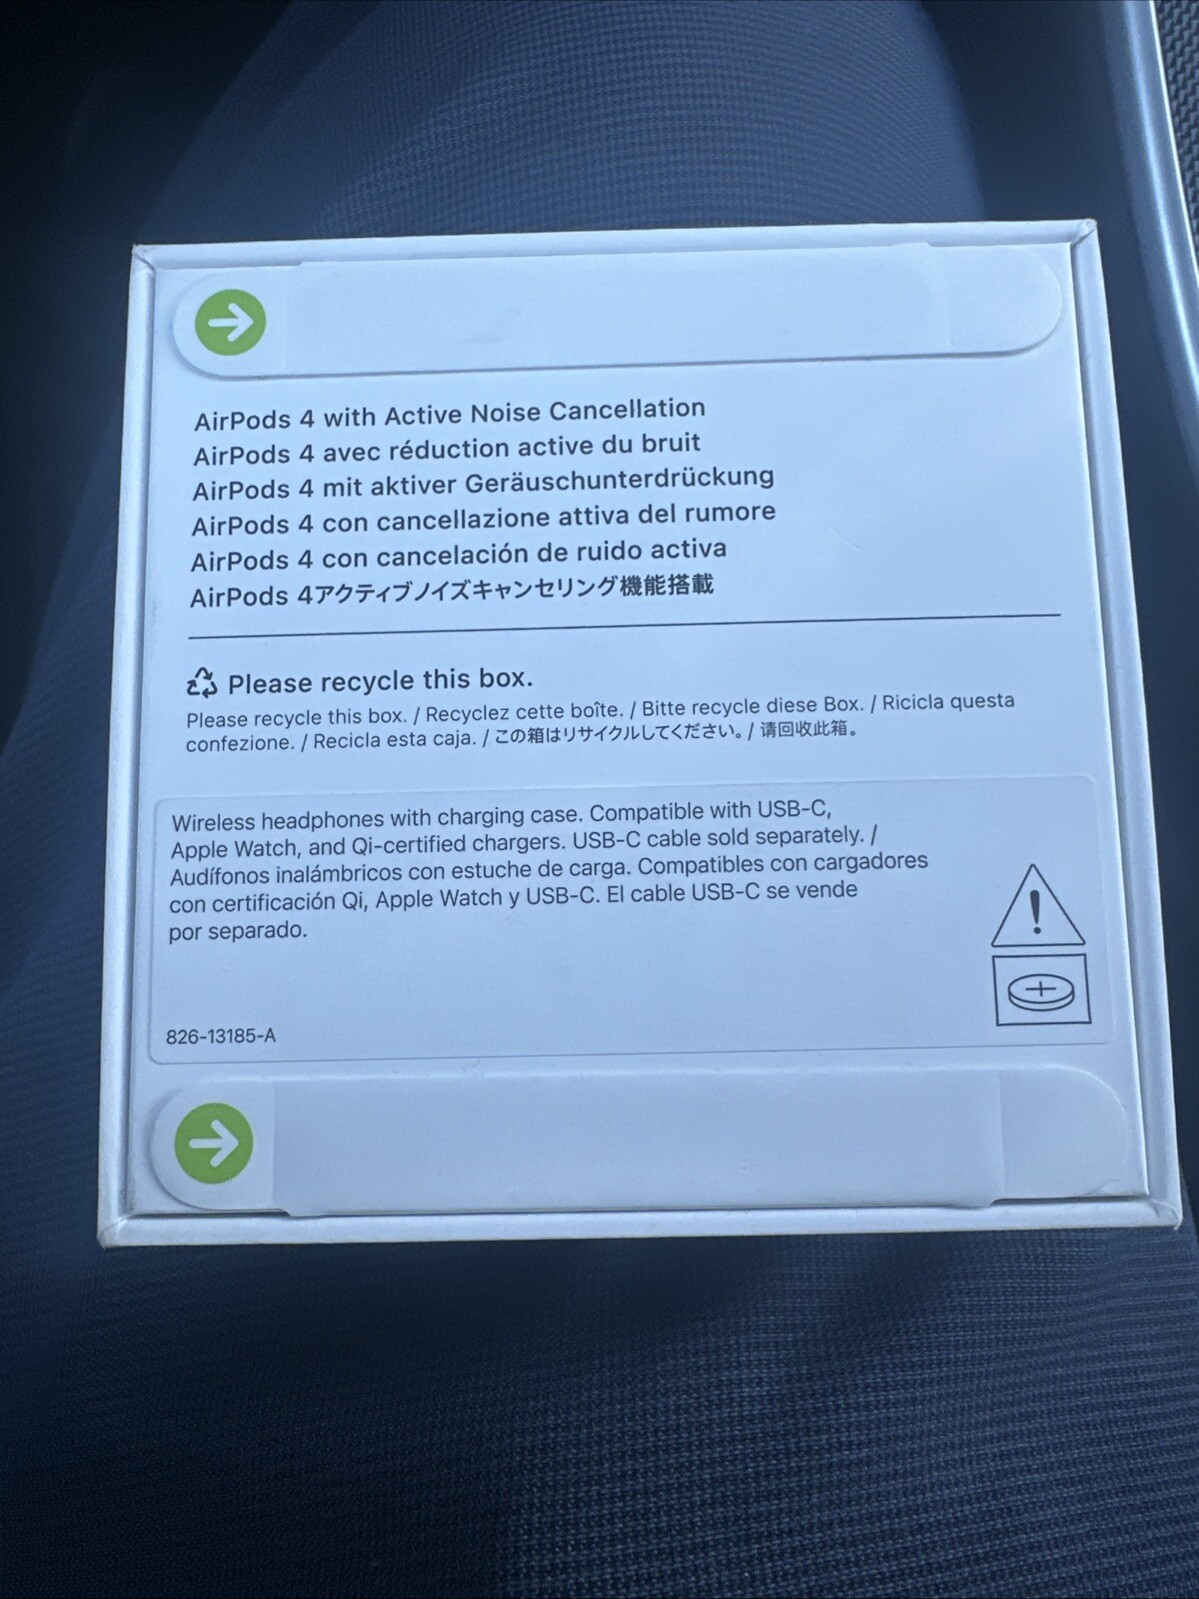 AirPods 4 with Active Noise Cancellation
AirPods 4 avec réduction active du bruit
AirPods 4 mit aktiver Geräuschunterdrückung
AirPods 4 con cancellazione attiva del rumore
AirPods 4 con cancelación de ruido activa
AirPods 4アクティブノイズキャンセリング機能搭載
Please recycle this box.
Please recycle this box. / Recyclez cette boîte. / Bitte recycle diese Box. / Ricicla questa
confezione. / Recicla esta caja. / この箱はリサイクルしてください。/ 请回收此箱。
Wireless headphones with charging case. Compatible with USB-C,
Apple Watch, and Qi-certified chargers. USB-C cable sold separately. /
Audífonos inalámbricos con estuche de carga. Compatibles con cargadores
con certificación Qi, Apple Watch y USB-C. El cable USB-C se vende
por separado.
826-13185-A